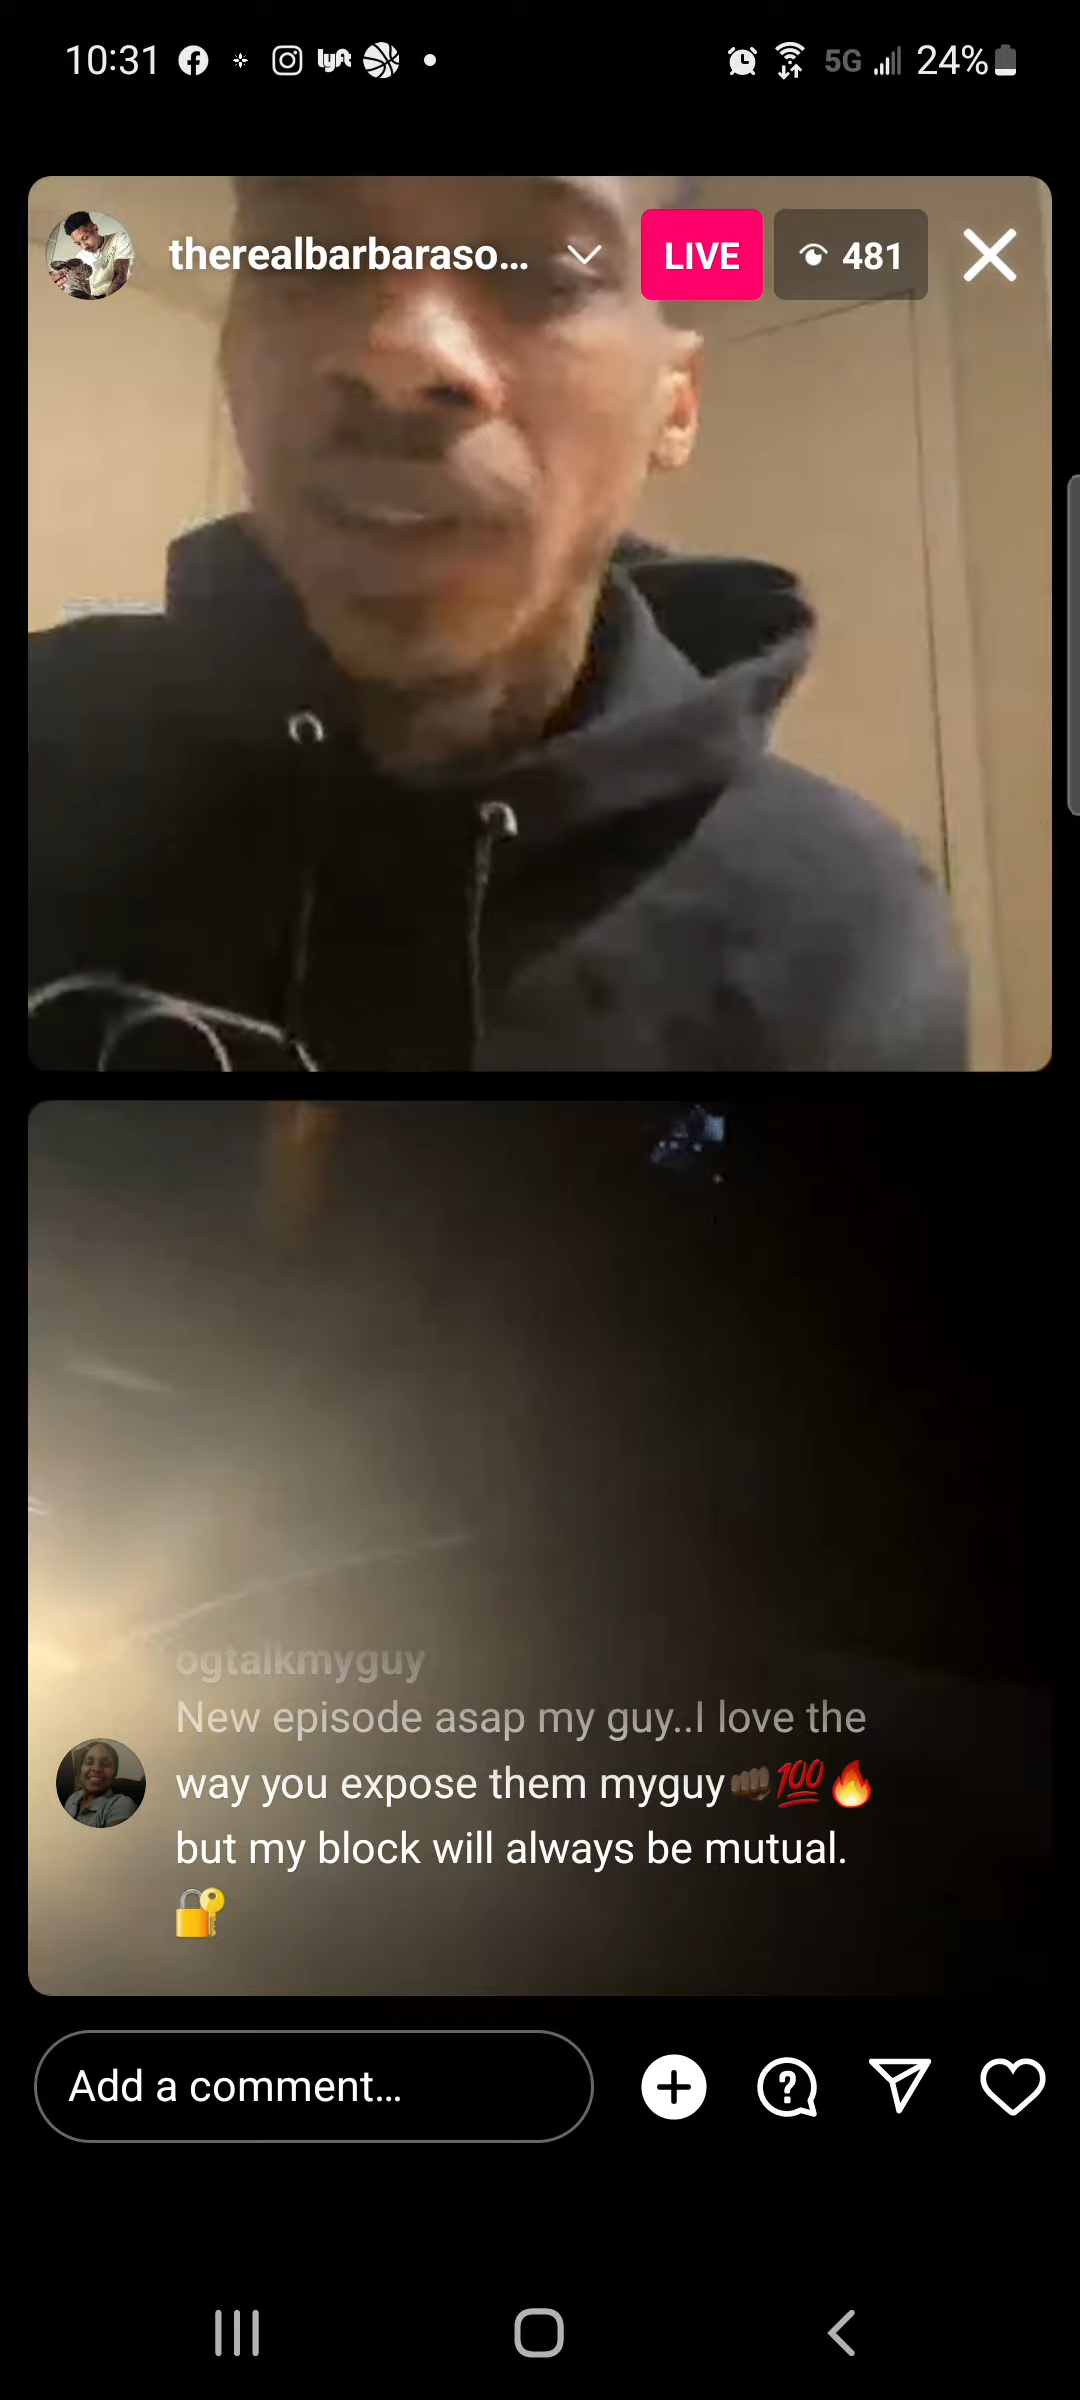 10:31 lyft 5G 24%
therealbarbaraso... LIVE 481
ogtalkmyguy
New episode asap my guy..I love the
way you expose them myguy👊🏿💯🔥
but my block will always be mutual.
🔐
Add a comment...